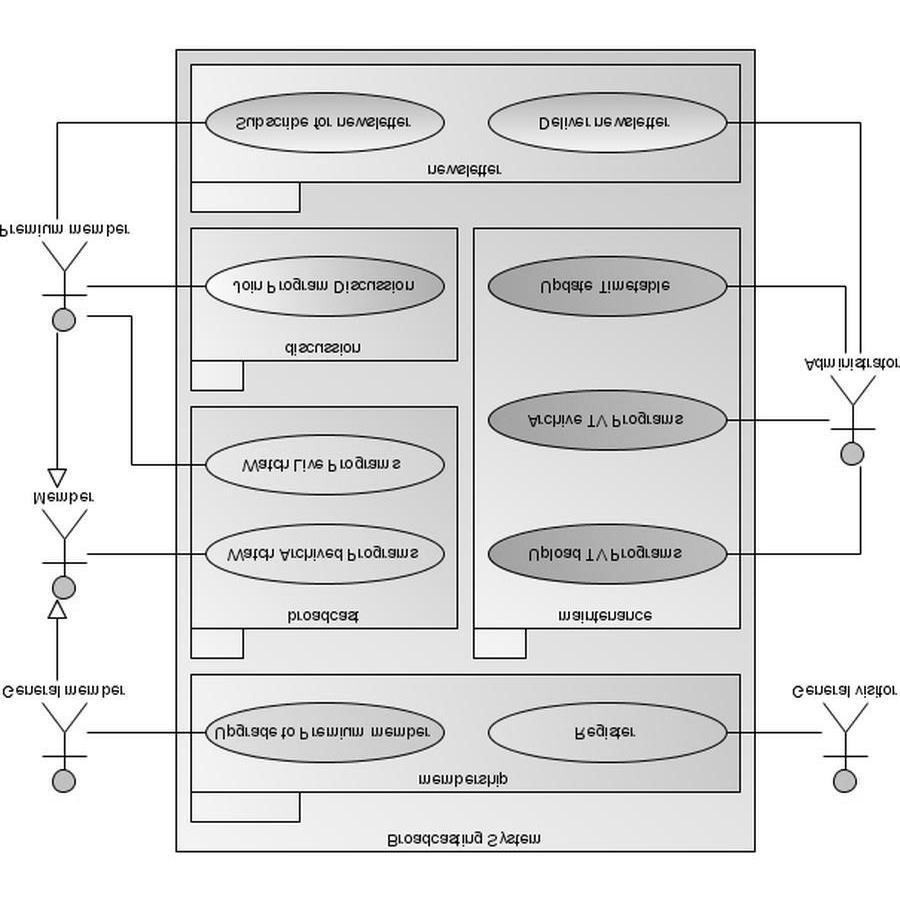 Broadcasting System
membership
Upgrade to Premium member
Register
General member
General visitor
broadcast
maintenance
Watch Archived Programs
Upload TV Programs
Member
Watch Live Programs
Archive TV Programs
Administrator
discussion
Join Program Discussion
Update Timetable
Premium member
newsletter
Subscribe for newsletter
Deliver newsletter